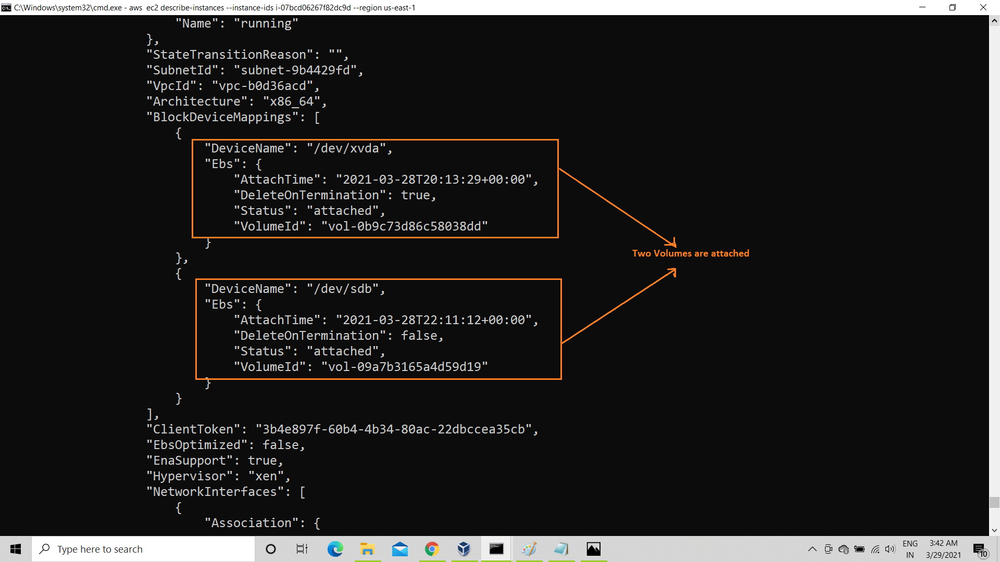 C:\Windows\system32\cmd.exe - aws  ec2 describe-instances --instance-ids i-07bcd06267f82dc9d --region us-east-1
"Name": "running"
},
"StateTransitionReason": "",
"SubnetId": "subnet-9b4429fd",
"VpcId": "vpc-b0d36acd",
"Architecture": "x86_64",
"BlockDeviceMappings": [
{
"DeviceName": "/dev/xvda",
"Ebs": {
"AttachTime": "2021-03-28T20:13:29+00:00",
"DeleteOnTermination": true,
"Status": "attached",
"VolumeId": "vol-0b9c73d86c58038dd"
}
},
{
"DeviceName": "/dev/sdb",
"Ebs": {
"AttachTime": "2021-03-28T22:11:12+00:00",
"DeleteOnTermination": false,
"Status": "attached",
"VolumeId": "vol-09a7b3165a4d59d19"
}
}
],
"ClientToken": "3b4e897f-60b4-4b34-80ac-22dbccea35cb",
"EbsOptimized": false,
"EnaSupport": true,
"Hypervisor": "xen",
"NetworkInterfaces": [
{
"Association": {
Two Volumes are attached
Type here to search
ENG
IN
3:42 AM
3/29/2021
10